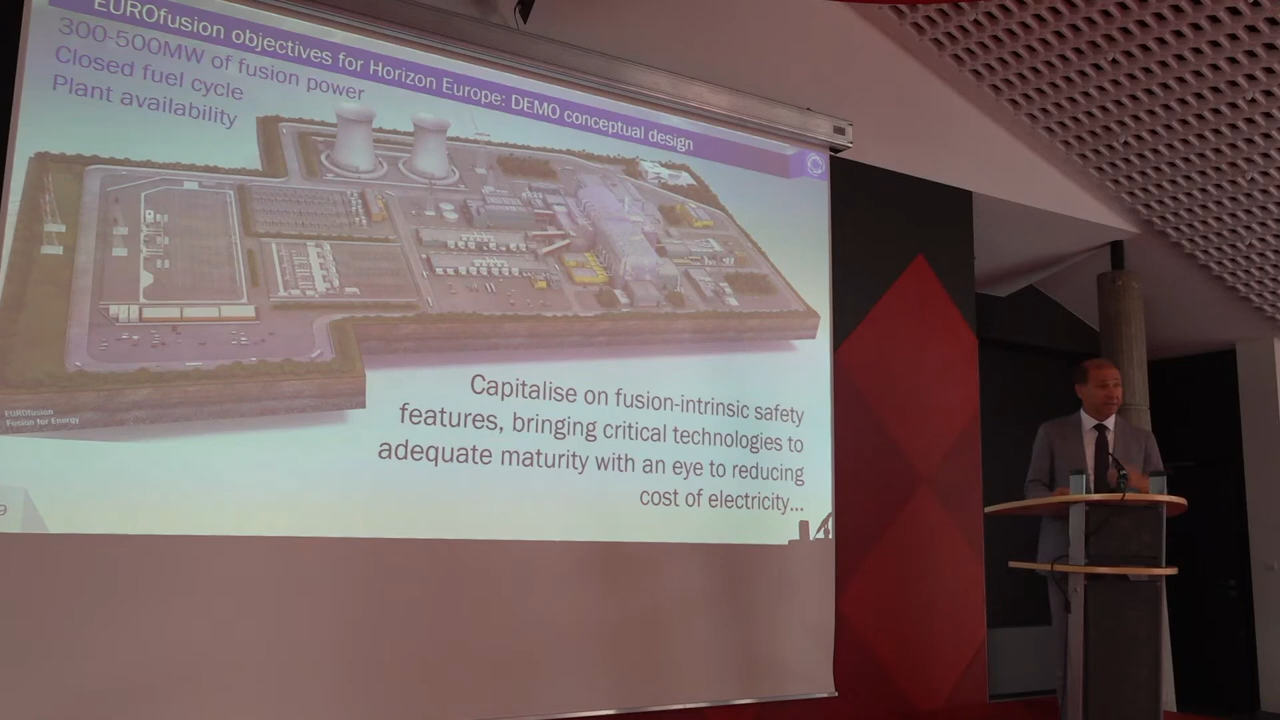 EUROfusion objectives for Horizon Europe: DEMO conceptual design
300-500MW of fusion power
Closed fuel cycle
Plant availability
EUROfusion
Fusion for Energy
Capitalise on fusion-intrinsic safety
features, bringing critical technologies to
adequate maturity with an eye to reducing
cost of electricity...
9